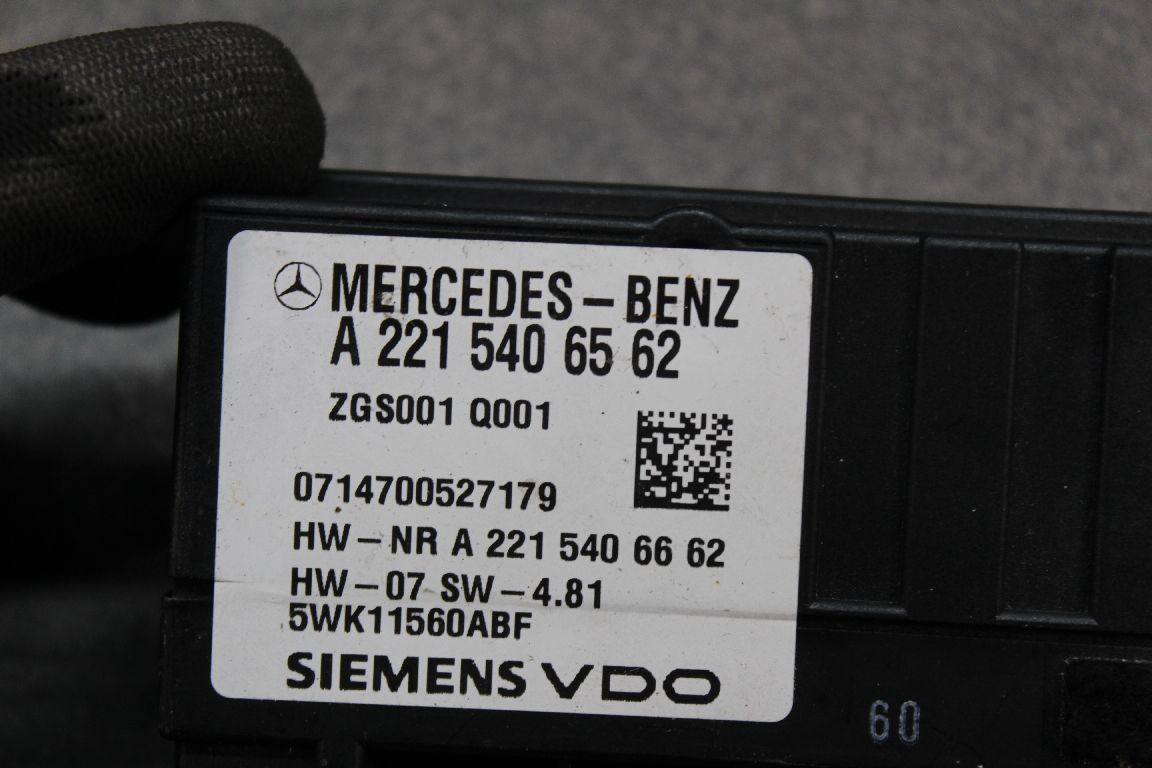 MERCEDES-BENZ
A 221 540 65 62
ZGS001 Q001
0714700527179
HW-NR A 221 540 66 62
HW-07 SW-4.81
5WK11560ABF
SIEMENS VDO
60